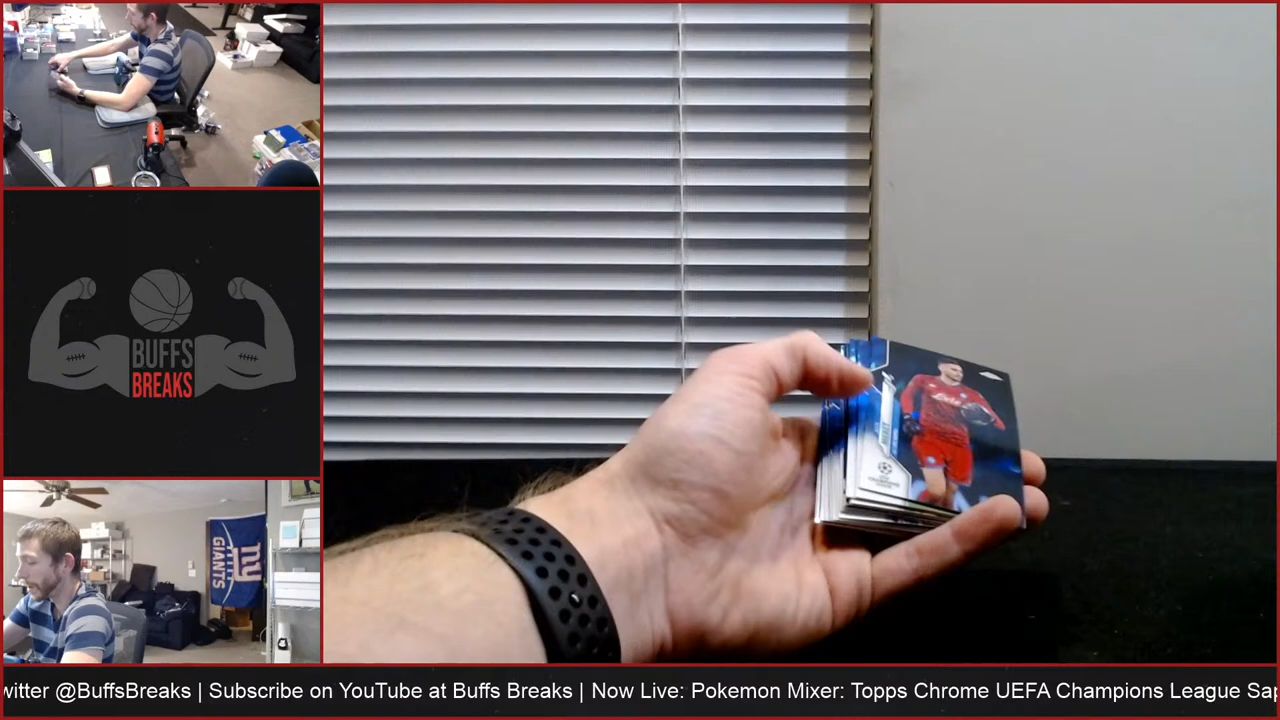 BUFFS
BREAKS
GIANTS
ny
witter @BuffsBreaks | Subscribe on YouTube at Buffs Breaks | Now Live: Pokemon Mixer: Topps Chrome UEFA Champions League Sap